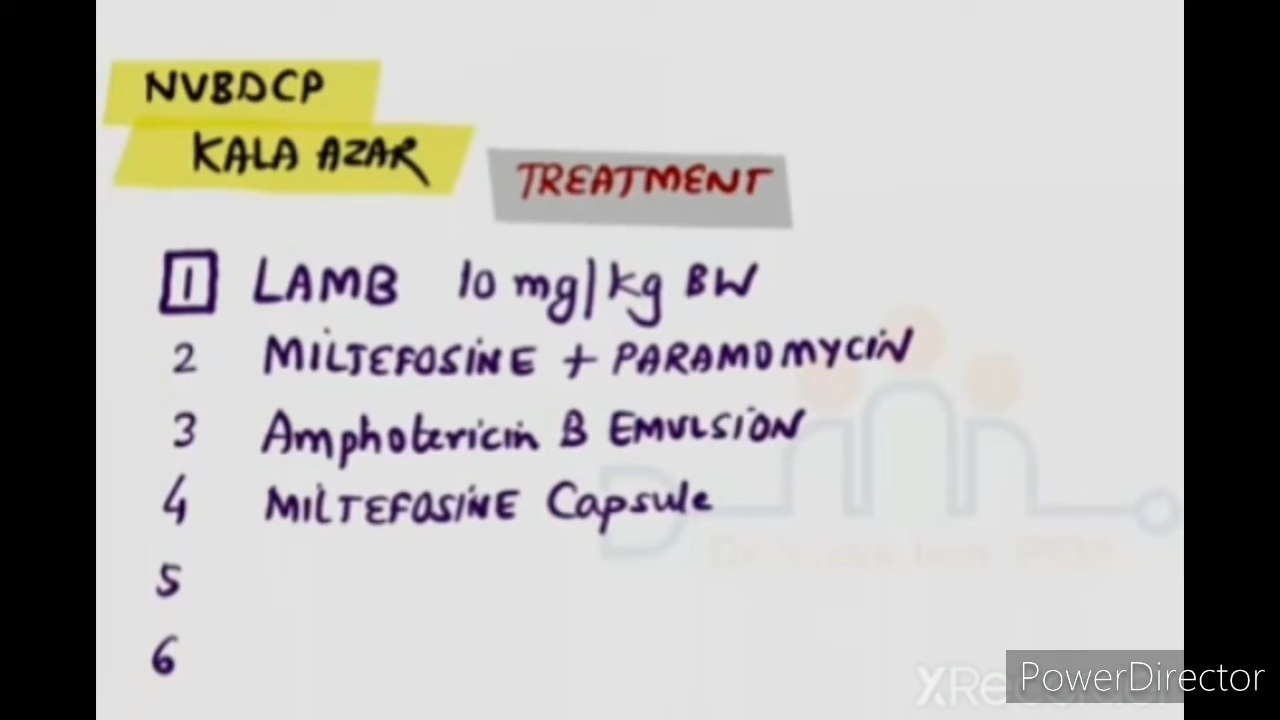 NVBDCP
KALA AZAR
TREATMENT
1 LAMB 10 mg/kg BW
2 MILTEFOSINE + PARAMOMYCIN
3 Amphotericin B EMULSION
4 MILTEFOSINE Capsule
5
6
PowerDirector